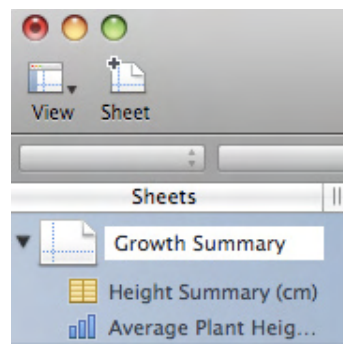 View Sheet
Sheets
Growth Summary
Height Summary (cm)
Average Plant Heig...